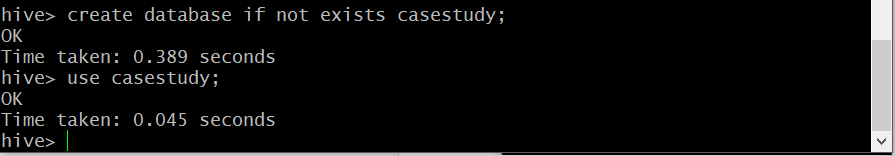 hive> create database if not exists casestudy;
OK
Time taken: 0.389 seconds
hive> use casestudy;
OK
Time taken: 0.045 seconds
hive>